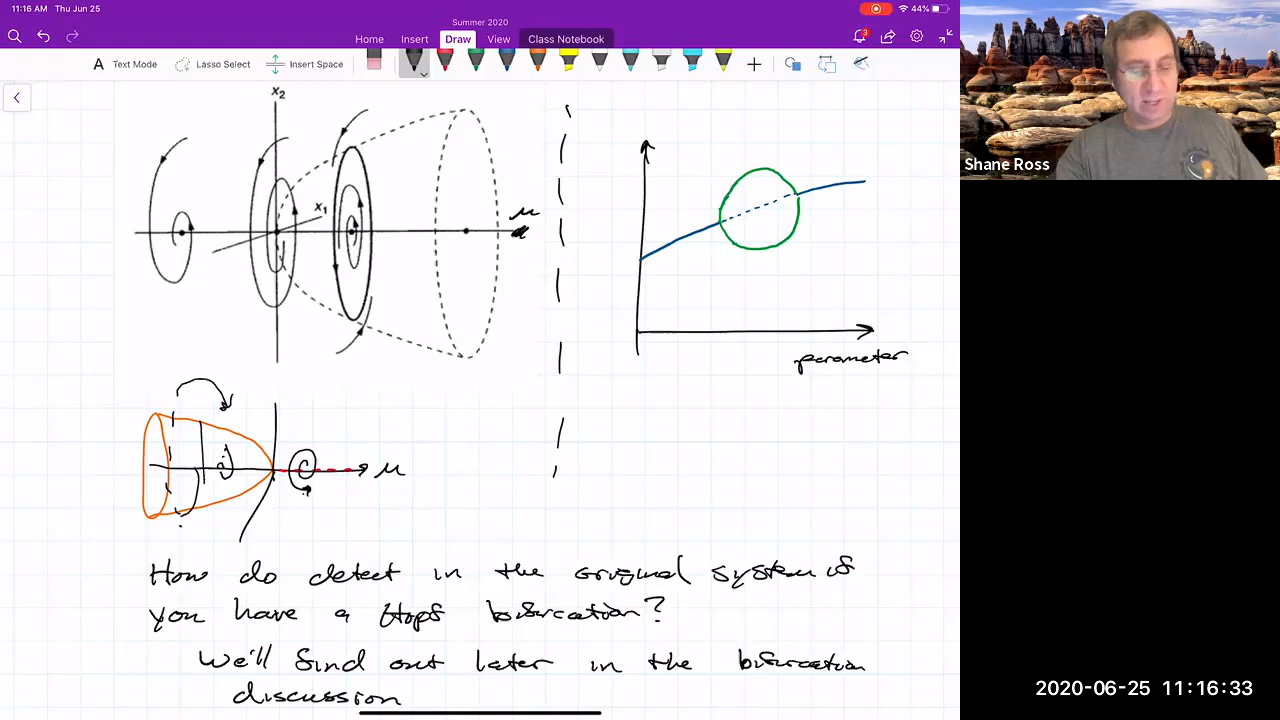 11:16 AM Thu Jun 25
44%
Summer 2020
Home Insert Draw View Class Notebook
3
A Text Mode Lasso Select Insert Space
Shane Ross
x2
x1
μ
parameter
μ
How do detect in the original system if
you have a Hopf bifurcation?
We'll find out later in the bifurcation
discussion
2020-06-25 11:16:33